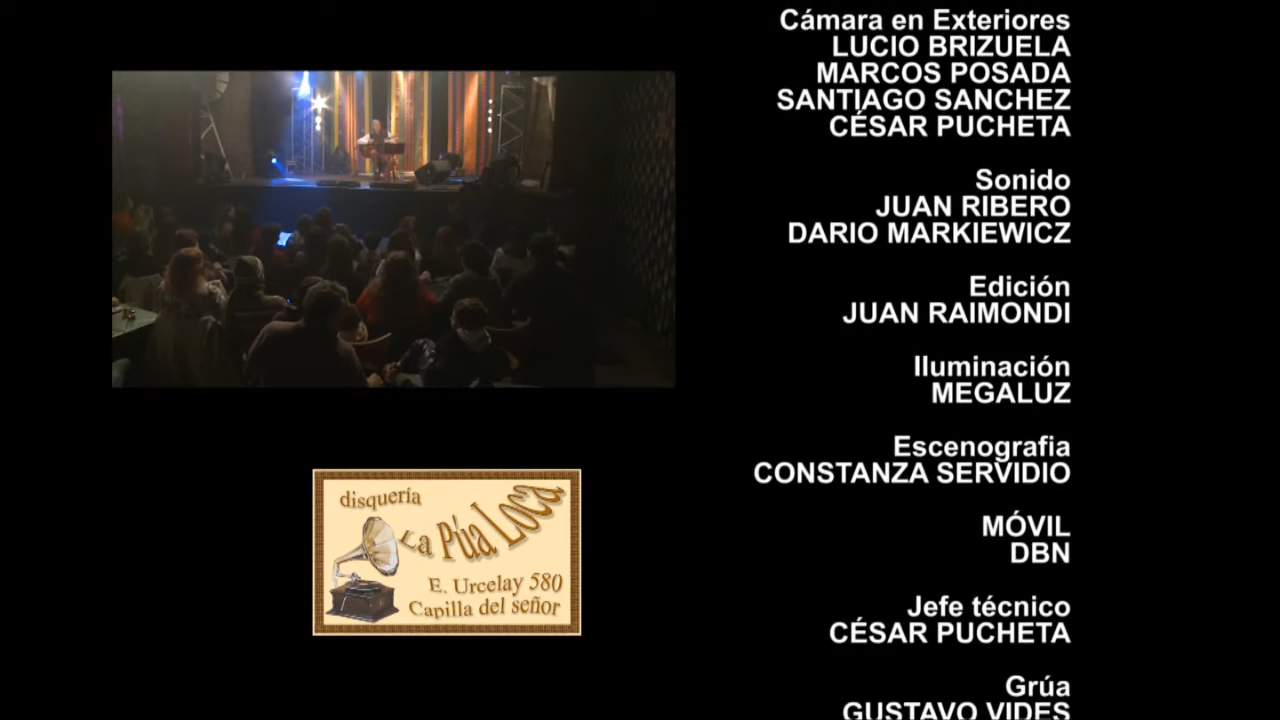 Cámara en Exteriores
LUCIO BRIZUELA
MARCOS POSADA
SANTIAGO SANCHEZ
CÉSAR PUCHETA
Sonido
JUAN RIBERO
DARIO MARKIEWICZ
Edición
JUAN RAIMONDI
Iluminación
MEGALUZ
Escenografia
CONSTANZA SERVIDIO
MÓVIL
DBN
Jefe técnico
CÉSAR PUCHETA
Grúa
GUSTAVO VIDES
disquería
La Púa Loca
E. Urcelay 580
Capilla del señor